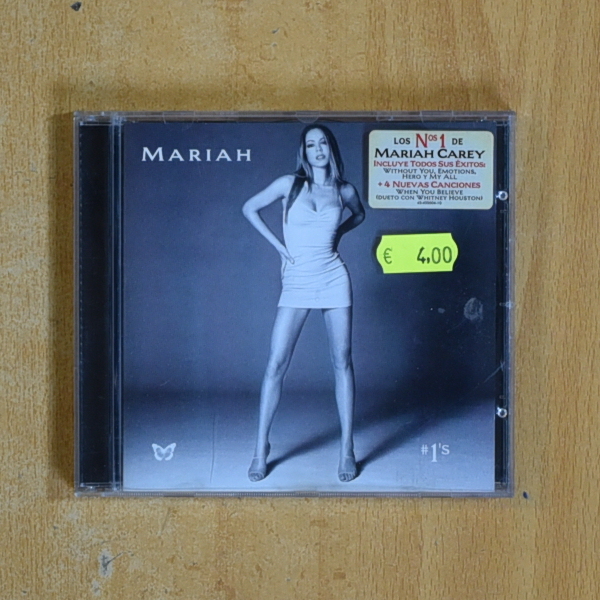 MARIAH
LOS Nos 1 DE
MARIAH CAREY
INCLUYE TODOS SUS ÉXITOS:
WITHOUT YOU, EMOTIONS,
HERO Y MY ALL
+ 4 NUEVAS CANCIONES
WHEN YOU BELIEVE
(DUETO CON WHITNEY HOUSTON)
€ 4,00
#1's